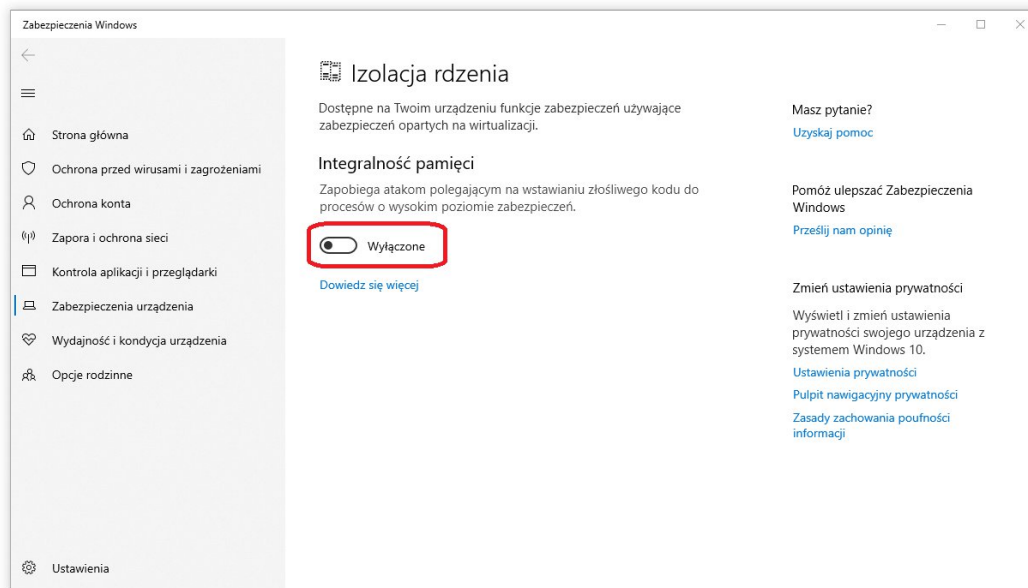 Zabezpieczenia Windows
Strona główna
Ochrona przed wirusami i zagrożeniami
Ochrona konta
Zapora i ochrona sieci
Kontrola aplikacji i przeglądarki
Zabezpieczenia urządzenia
Wydajność i kondycja urządzenia
Opcje rodzinne
Ustawienia
Izolacja rdzenia
Dostępne na Twoim urządzeniu funkcje zabezpieczeń używające
zabezpieczeń opartych na wirtualizacji.
Integralność pamięci
Zapobiega atakom polegającym na wstawianiu złośliwego kodu do
procesów o wysokim poziomie zabezpieczeń.
Wyłączone
Dowiedz się więcej
Masz pytanie?
Uzyskaj pomoc
Pomóż ulepszać Zabezpieczenia
Windows
Prześlij nam opinię
Zmień ustawienia prywatności
Wyświetl i zmień ustawienia
prywatności swojego urządzenia z
systemem Windows 10.
Ustawienia prywatności
Pulpit nawigacyjny prywatności
Zasady zachowania poufności
informacji